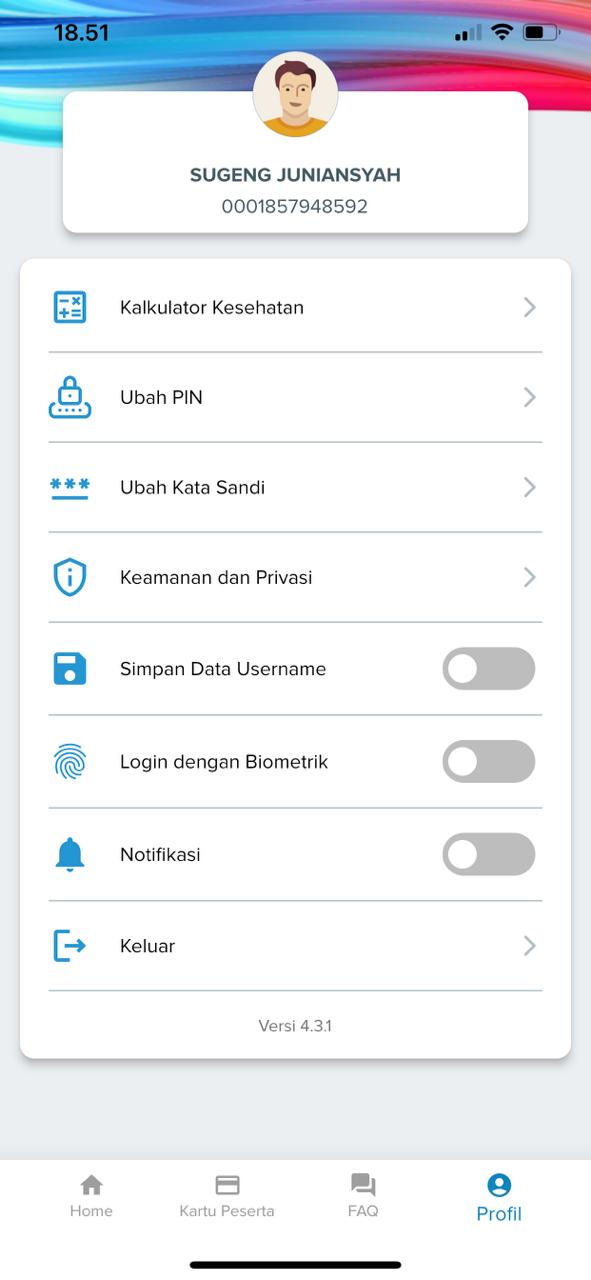 18.51
SUGENG JUNIANSYAH
0001857948592
Kalkulator Kesehatan
Ubah PIN
Ubah Kata Sandi
Keamanan dan Privasi
Simpan Data Username
Login dengan Biometrik
Notifikasi
Keluar
Versi 4.3.1
Home
Kartu Peserta
FAQ
Profil